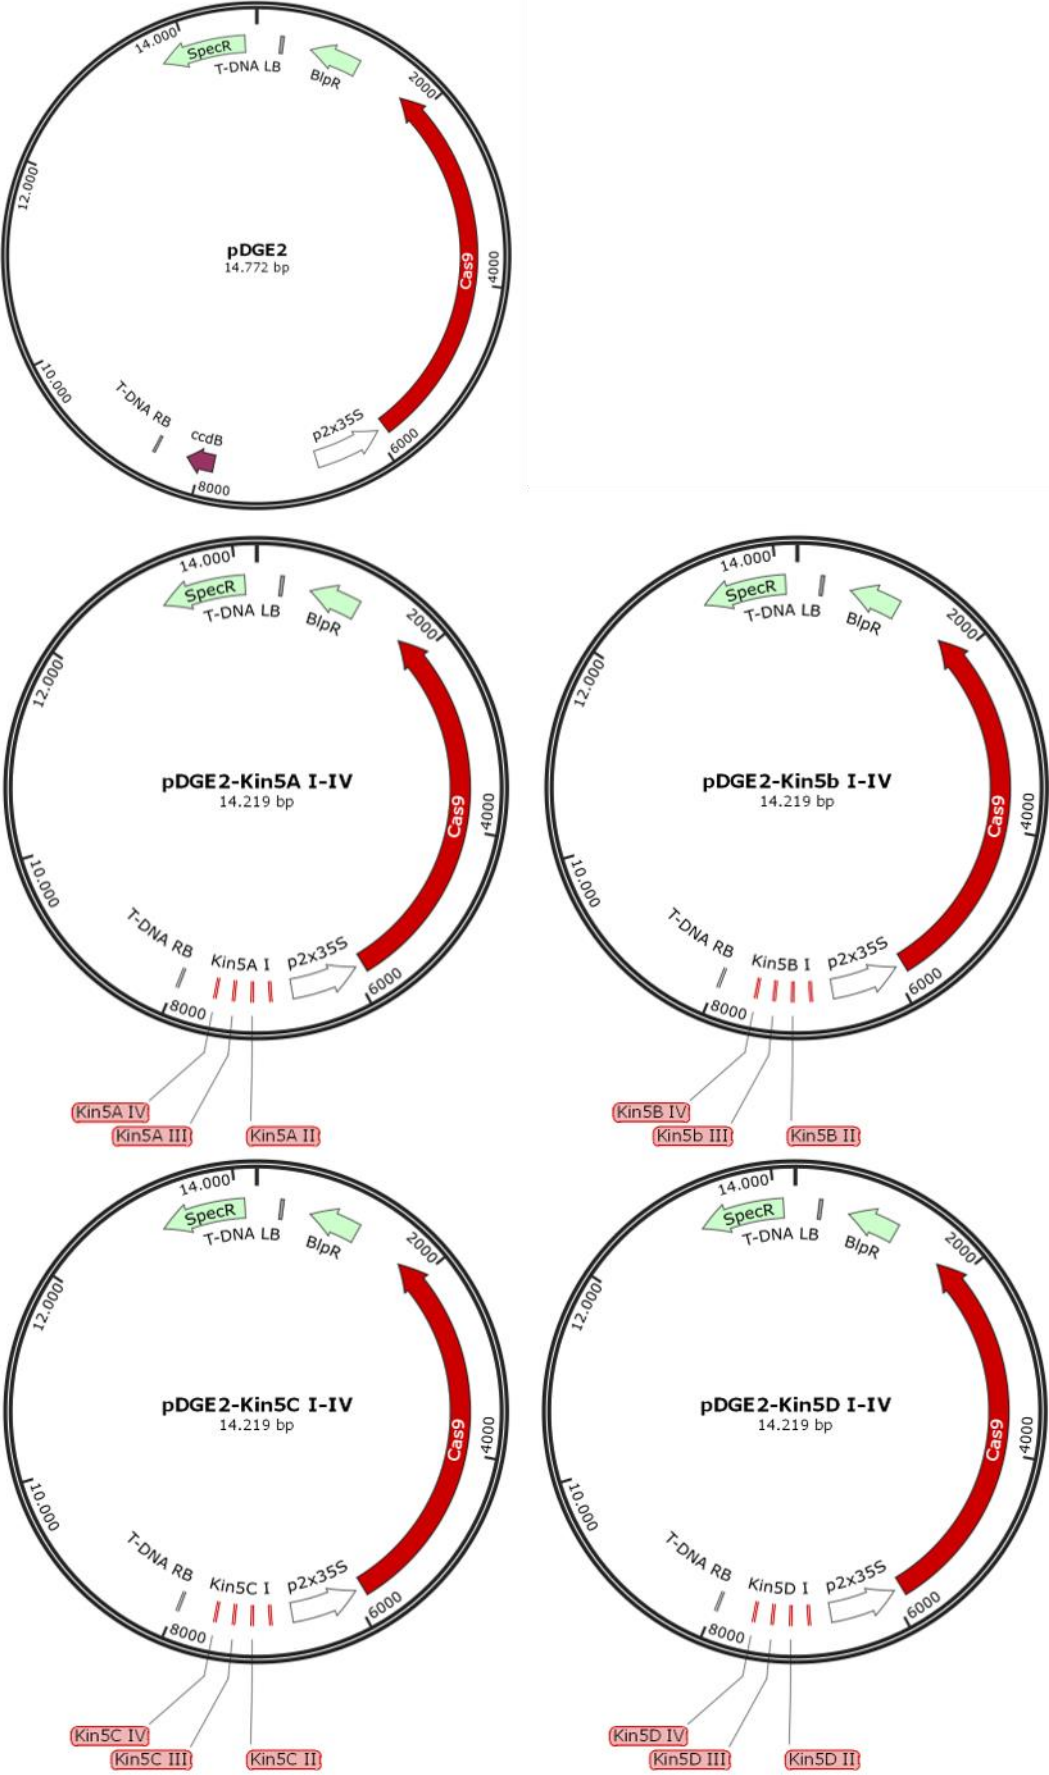 14.000
SpecR
T-DNA LB
BlpR
2000
12.000
pDGE2
14.772 bp
Cas9
4000
10.000
T-DNA RB
ccdB
p2x35S
6000
8000
14.000
SpecR
T-DNA LB
BlpR
2000
12.000
pDGE2-Kin5A I-IV
14.219 bp
Cas9
4000
10.000
T-DNA RB
Kin5A I
p2x35S
6000
8000
Kin5A IV
Kin5A III
Kin5A II
14.000
SpecR
T-DNA LB
BlpR
2000
12.000
pDGE2-Kin5b I-IV
14.219 bp
Cas9
4000
10.000
T-DNA RB
Kin5B I
p2x35S
6000
8000
Kin5B IV
Kin5b III
Kin5B II
14.000
SpecR
T-DNA LB
BlpR
2000
12.000
pDGE2-Kin5C I-IV
14.219 bp
Cas9
4000
10.000
T-DNA RB
Kin5C I
p2x35S
6000
8000
Kin5C IV
Kin5C III
Kin5C II
14.000
SpecR
T-DNA LB
BlpR
2000
12.000
pDGE2-Kin5D I-IV
14.219 bp
Cas9
4000
10.000
T-DNA RB
Kin5D I
p2x35S
6000
8000
Kin5D IV
Kin5D III
Kin5D II